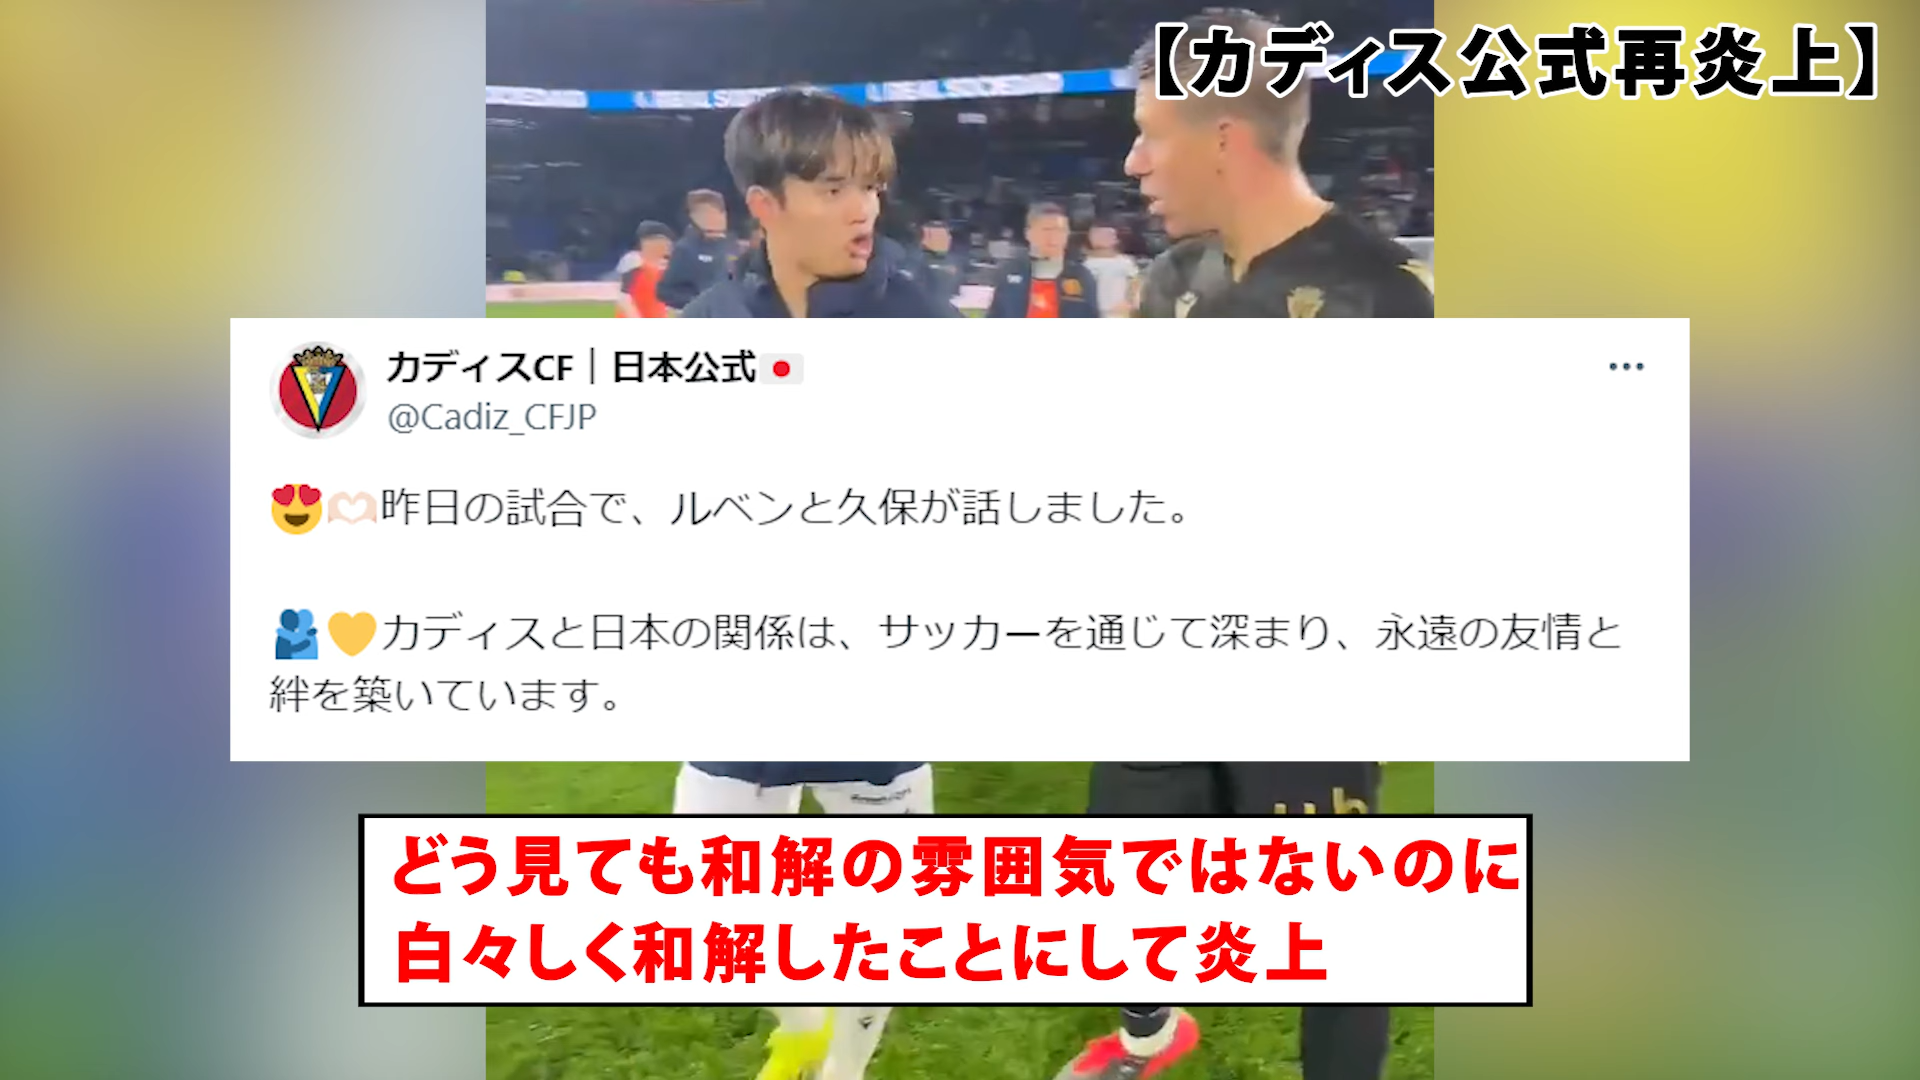 【カディス公式再炎上】
REAL SOCIEDAD
カディスCF｜日本公式
@Cadiz_CFJP
昨日の試合で、ルベンと久保が話しました。
カディスと日本の関係は、サッカーを通じて深まり、永遠の友情と
絆を築いています。
どう見ても和解の雰囲気ではないのに
白々しく和解したことにして炎上